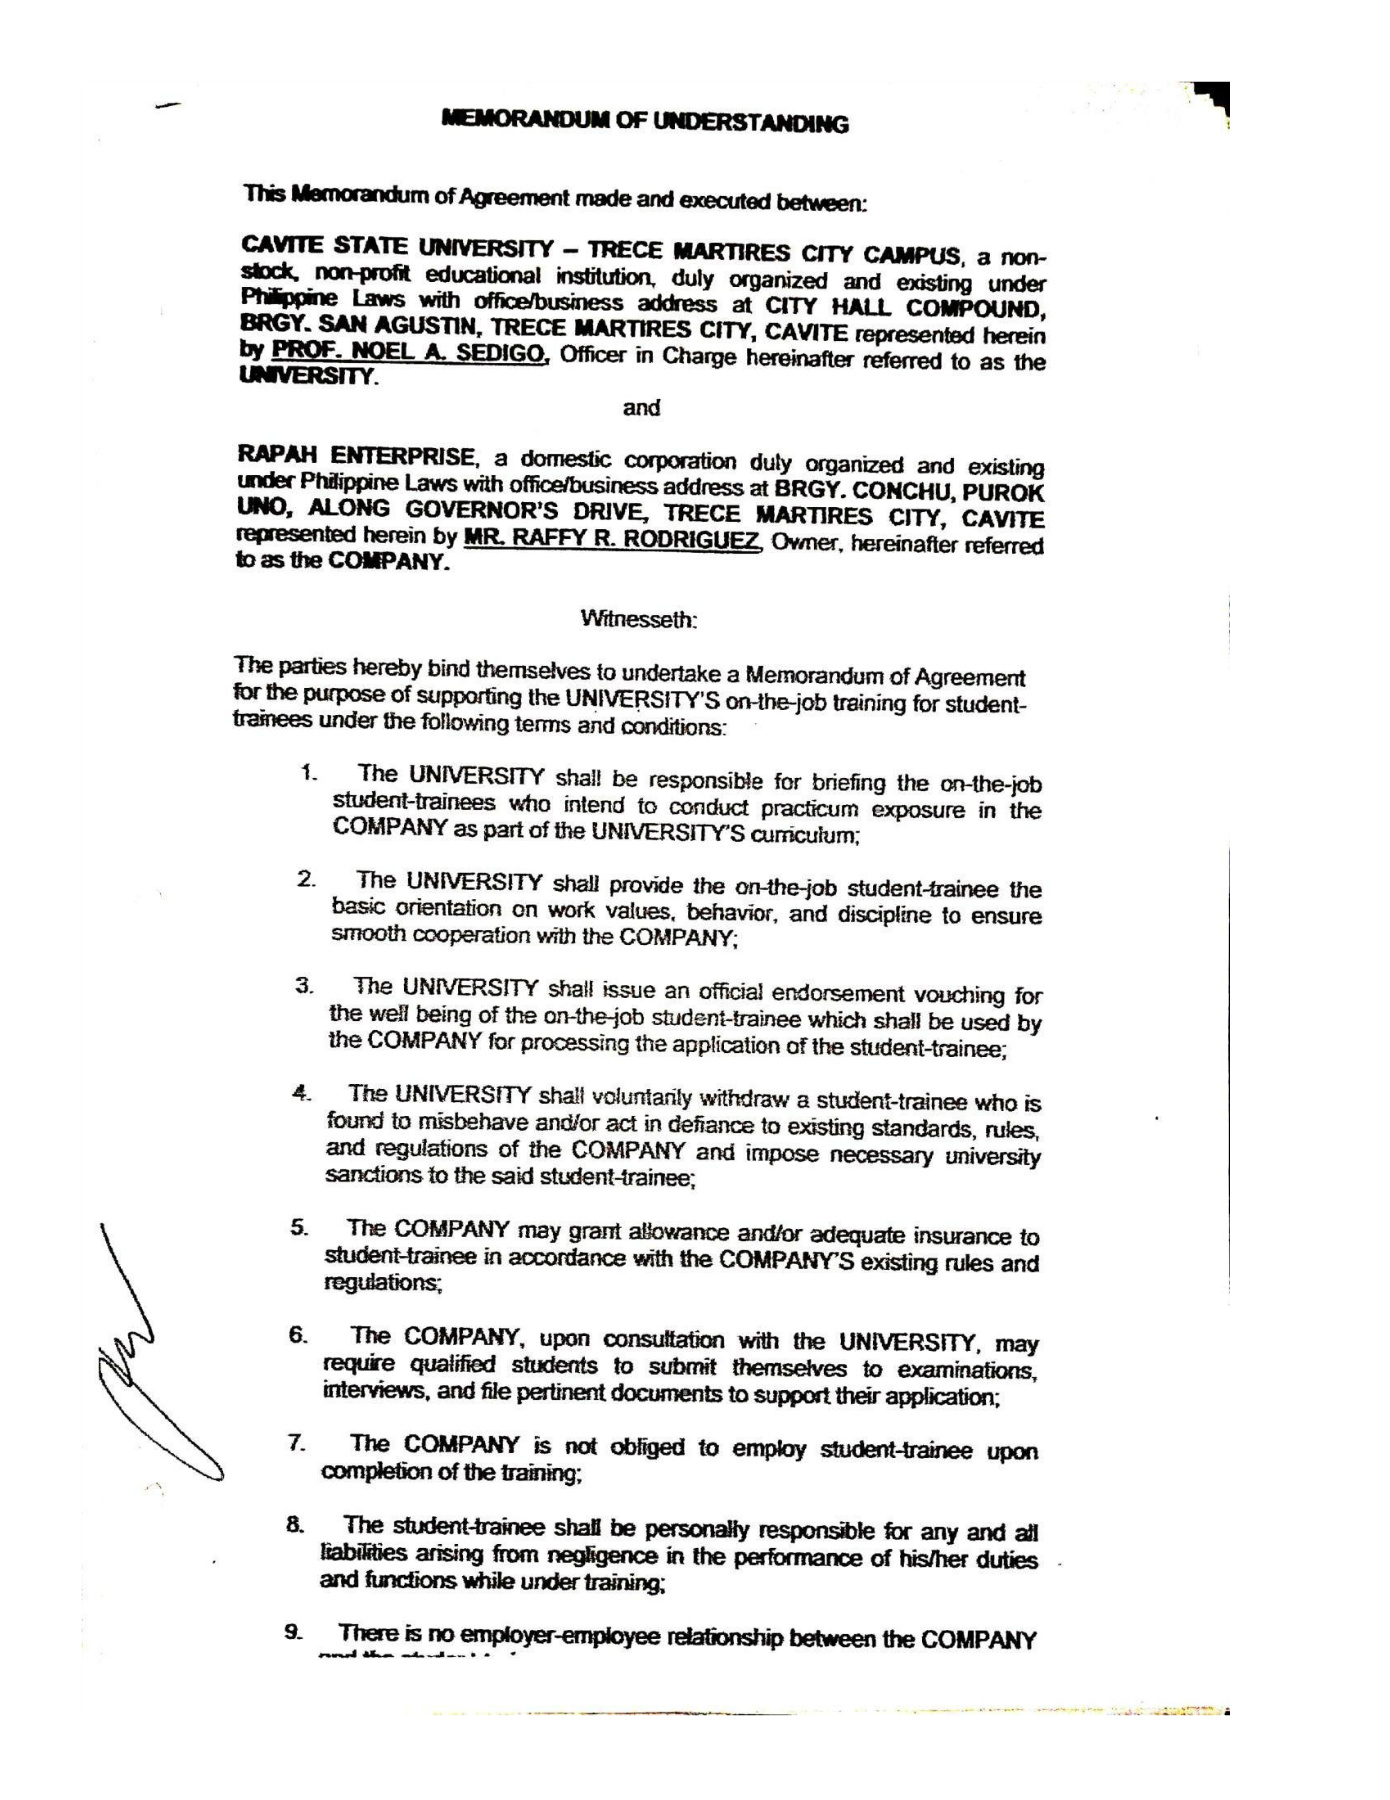 MEMORANDUM OF UNDERSTANDING
This Memorandum of Agreement made and executed between:
CAVITE STATE UNIVERSITY – TRECE MARTIRES CITY CAMPUS, a non-
stock, non-profit educational institution, duly organized and existing under
Philippine Laws with office/business address at CITY HALL COMPOUND,
BRGY. SAN AGUSTIN, TRECE MARTIRES CITY, CAVITE represented herein
by PROF. NOEL A. SEDIGO, Officer in Charge hereinafter referred to as the
UNIVERSITY.
and
RAPAH ENTERPRISE, a domestic corporation duly organized and existing
under Philippine Laws with office/business address at BRGY. CONCHU, PUROK
UNO, ALONG GOVERNOR'S DRIVE, TRECE MARTIRES CITY, CAVITE
represented herein by MR. RAFFY R. RODRIGUEZ, Owner, hereinafter referred
to as the COMPANY.
Witnesseth:
The parties hereby bind themselves to undertake a Memorandum of Agreement
for the purpose of supporting the UNIVERSITY'S on-the-job training for student-
trainees under the following terms and conditions:
1. The UNIVERSITY shall be responsible for briefing the on-the-job
student-trainees who intend to conduct practicum exposure in the
COMPANY as part of the UNIVERSITY'S curriculum;
2. The UNIVERSITY shall provide the on-the-job student-trainee the
basic orientation on work values, behavior, and discipline to ensure
smooth cooperation with the COMPANY;
3. The UNIVERSITY shall issue an official endorsement vouching for
the well being of the on-the-job student-trainee which shall be used by
the COMPANY for processing the application of the student-trainee;
4. The UNIVERSITY shall voluntarily withdraw a student-trainee who is
found to misbehave and/or act in defiance to existing standards, rules,
and regulations of the COMPANY and impose necessary university
sanctions to the said student-trainee;
5. The COMPANY may grant allowance and/or adequate insurance to
student-trainee in accordance with the COMPANY'S existing rules and
regulations;
6. The COMPANY, upon consultation with the UNIVERSITY, may
require qualified students to submit themselves to examinations,
interviews, and file pertinent documents to support their application;
7. The COMPANY is not obliged to employ student-trainee upon
completion of the training;
8. The student-trainee shall be personally responsible for any and all
liabilities arising from negligence in the performance of his/her duties
and functions while under training;
9. There is no employer-employee relationship between the COMPANY